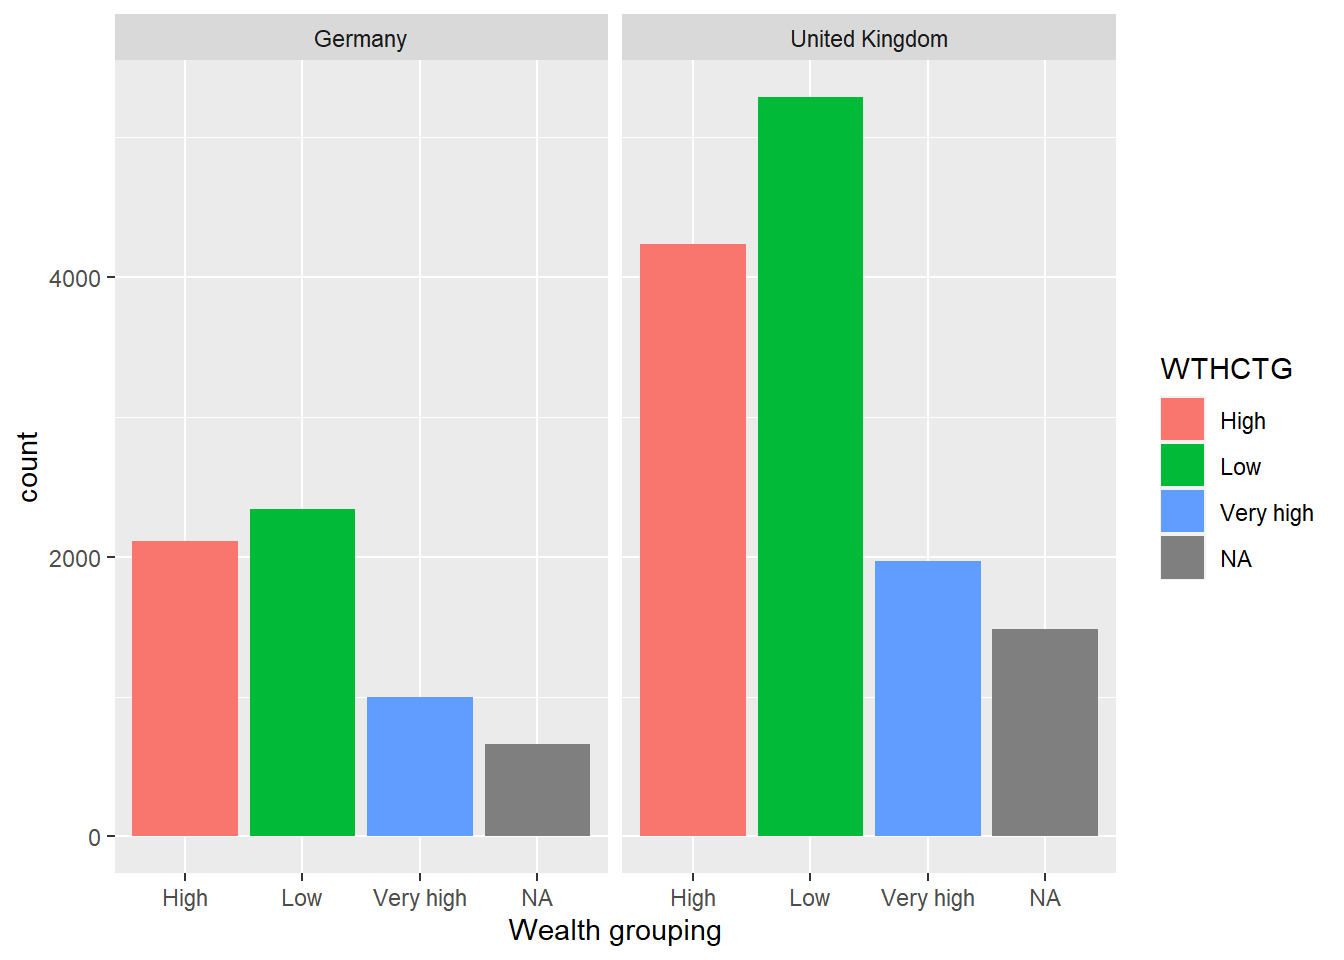 Germany
United Kingdom
4000
2000
0
count
High
Low
Very high
NA
High
Low
Very high
NA
Wealth grouping
WTHCTG
High
Low
Very high
NA